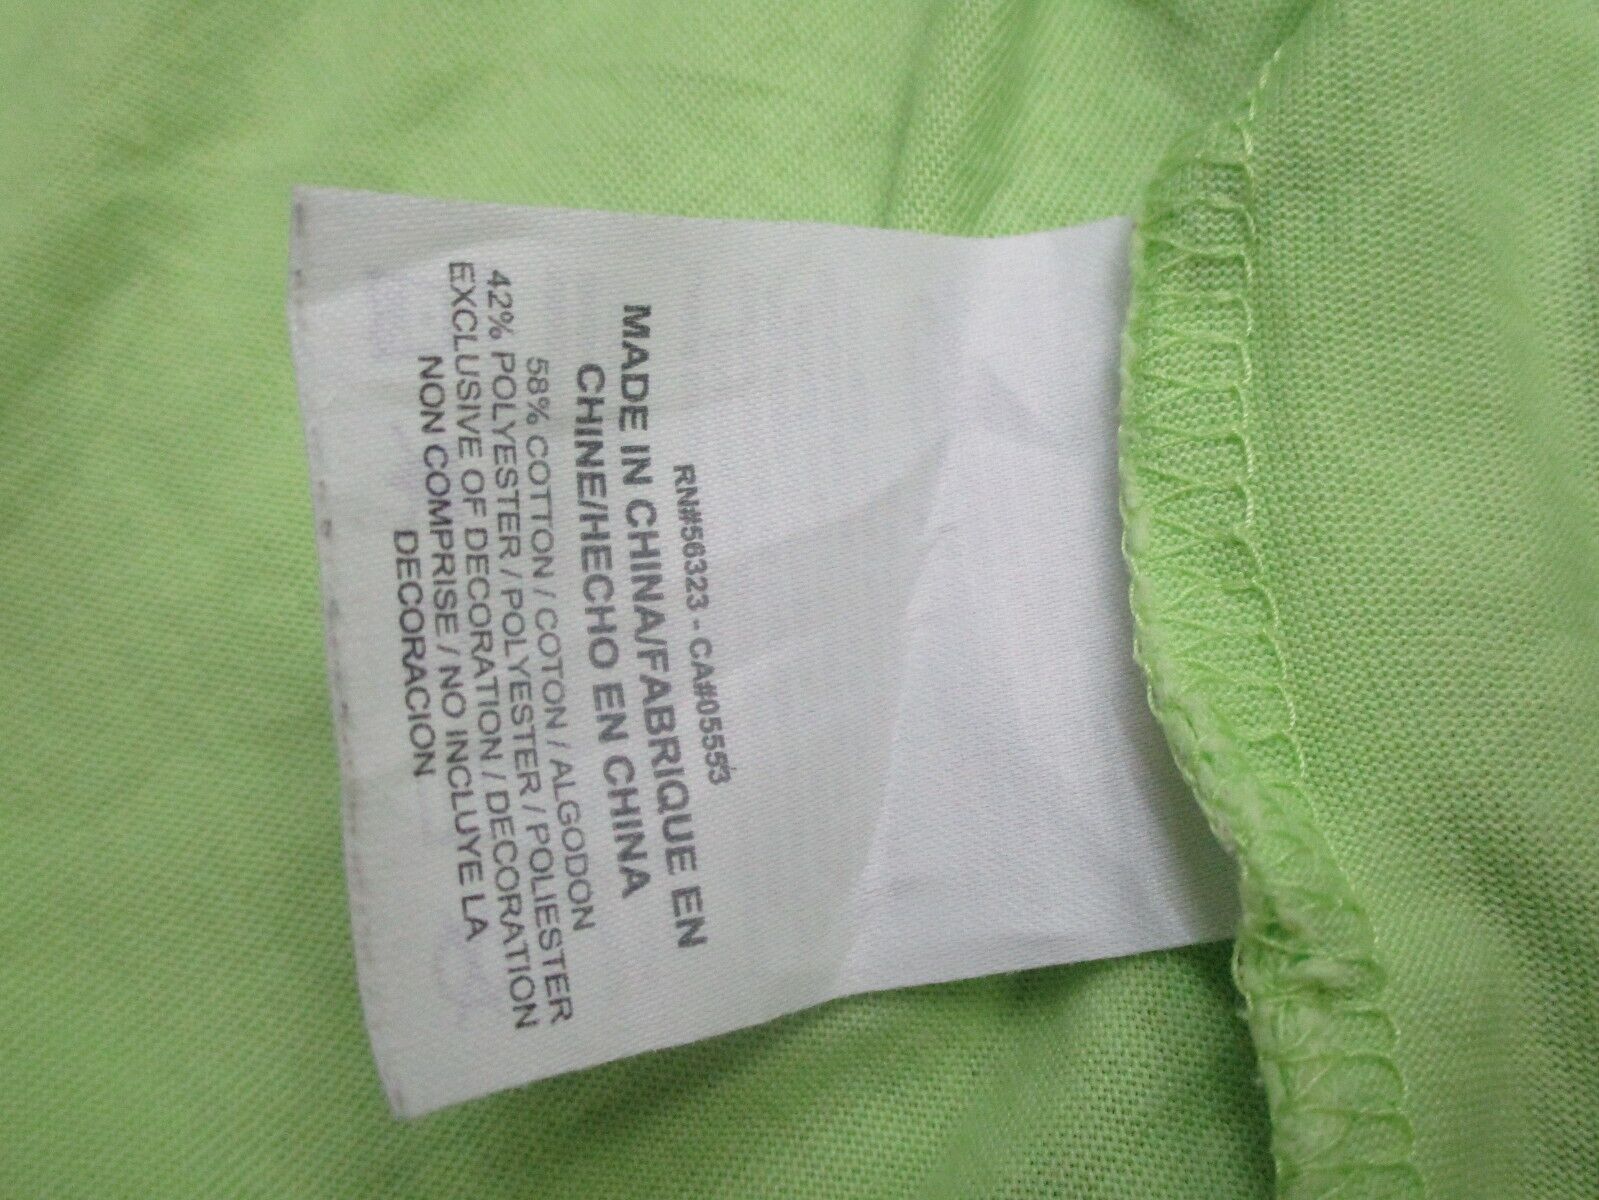 RN#56323 - CA#05553
MADE IN CHINA/FABRIQUE EN
CHINE/HECHO EN CHINA
58% COTTON / COTON / ALGODÓN
42% POLYESTER / POLYESTER / POLIESTER
EXCLUSIVE OF DECORATION / DECORATION
NON COMPRISE / NO INCLUYE LA
DECORACION